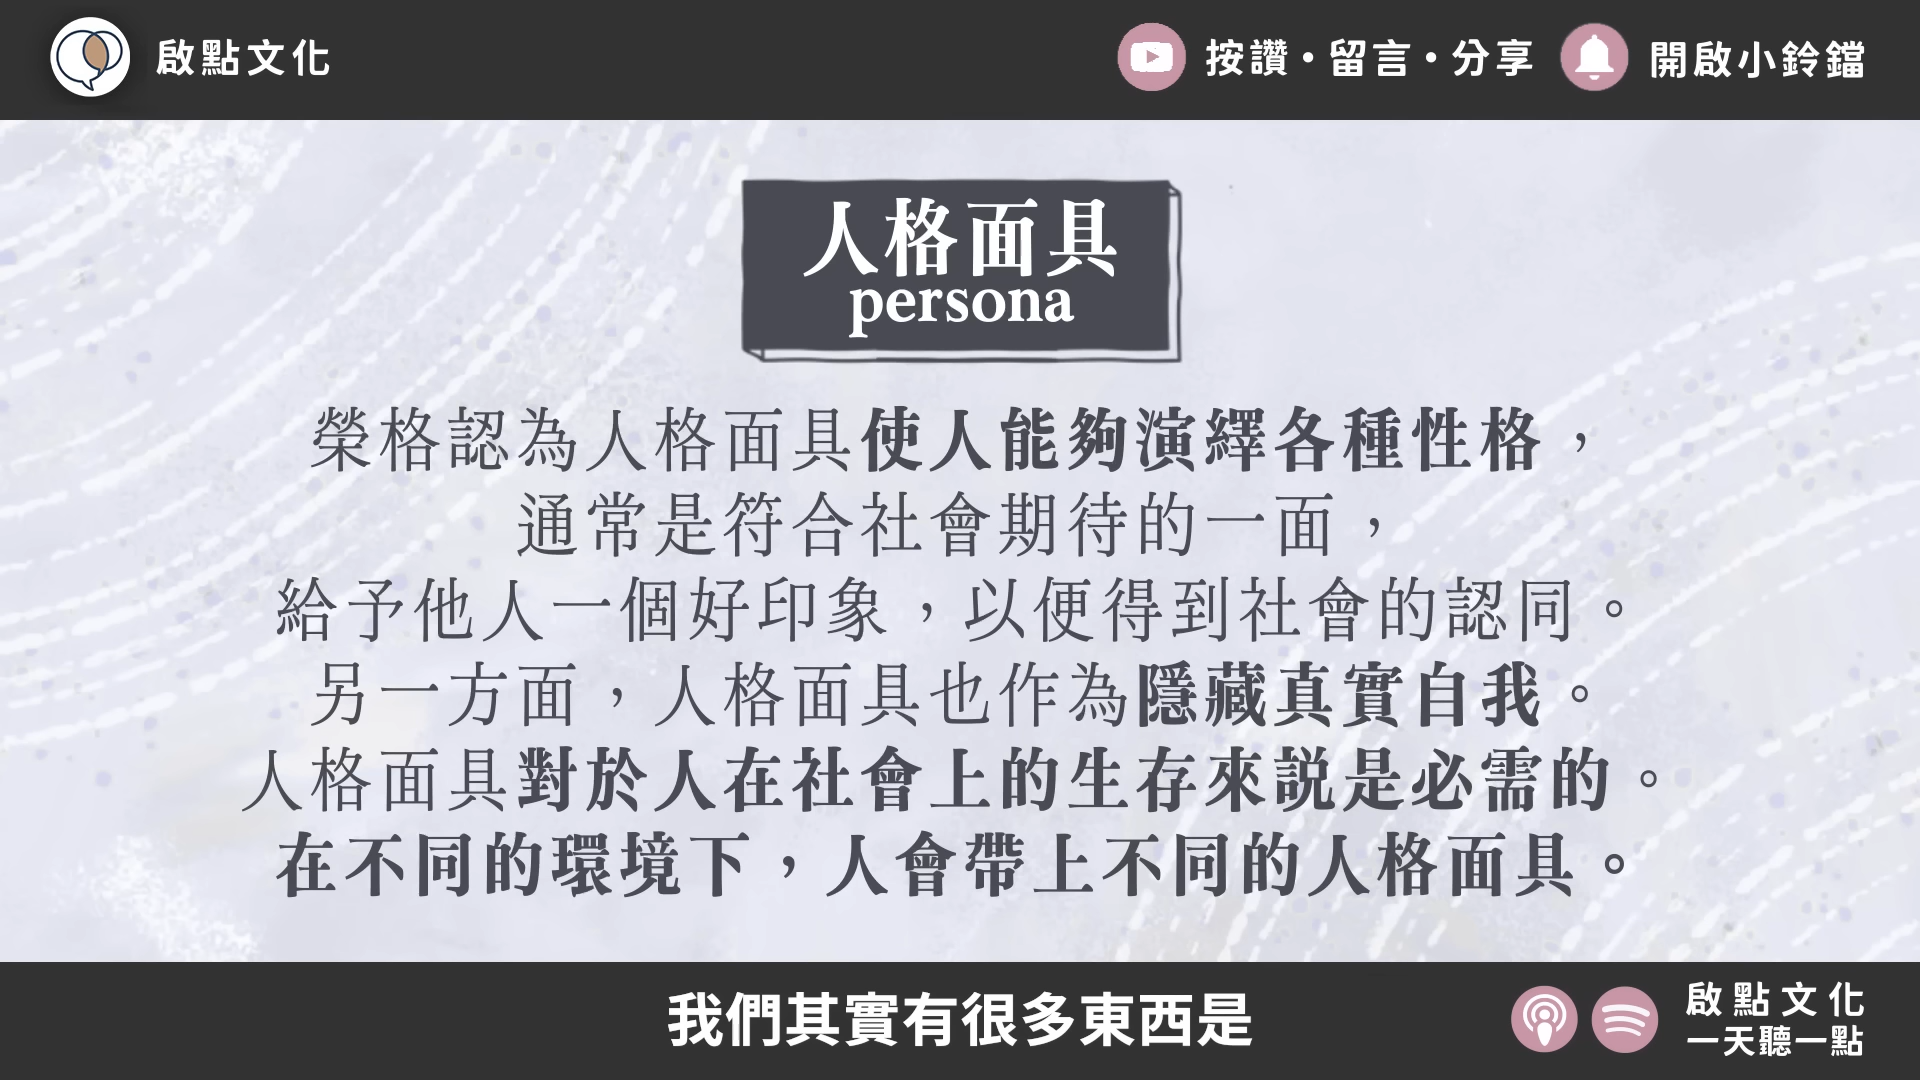 啟點文化
按讚・留言・分享
開啟小鈴鐺
人格面具
persona
榮格認為人格面具使人能夠演繹各種性格，
通常是符合社會期待的一面，
給予他人一個好印象，以便得到社會的認同。
另一方面，人格面具也作為隱藏真實自我。
人格面具對於人在社會上的生存來說是必需的。
在不同的環境下，人會帶上不同的人格面具。
我們其實有很多東西是
啟點文化
一天聽一點